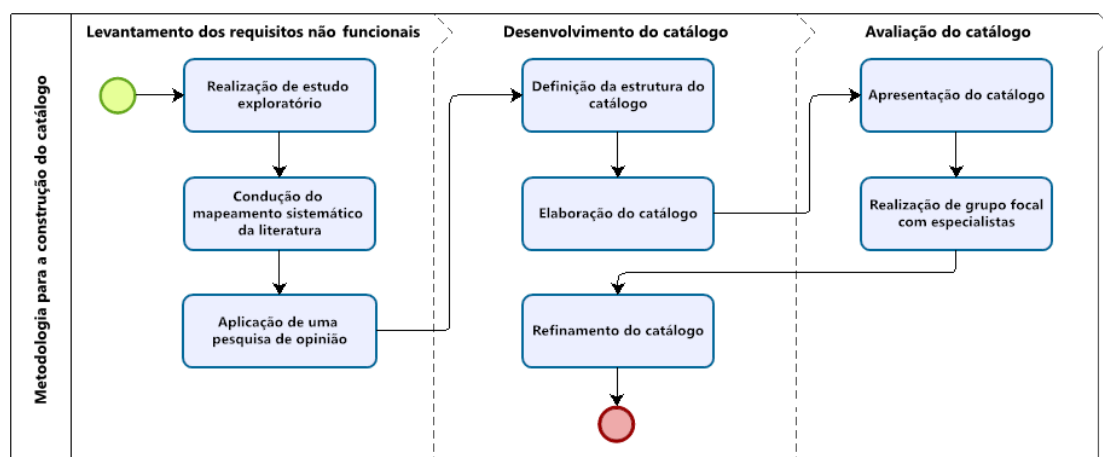 Metodologia para a construção do catálogo
Levantamento dos requisitos não funcionais
Realização de estudo
exploratório
Condução do
mapeamento sistemático
da literatura
Aplicação de uma
pesquisa de opinião
Desenvolvimento do catálogo
Definição da estrutura do
catálogo
Elaboração do catálogo
Refinamento do catálogo
Avaliação do catálogo
Apresentação do catálogo
Realização de grupo focal
com especialistas